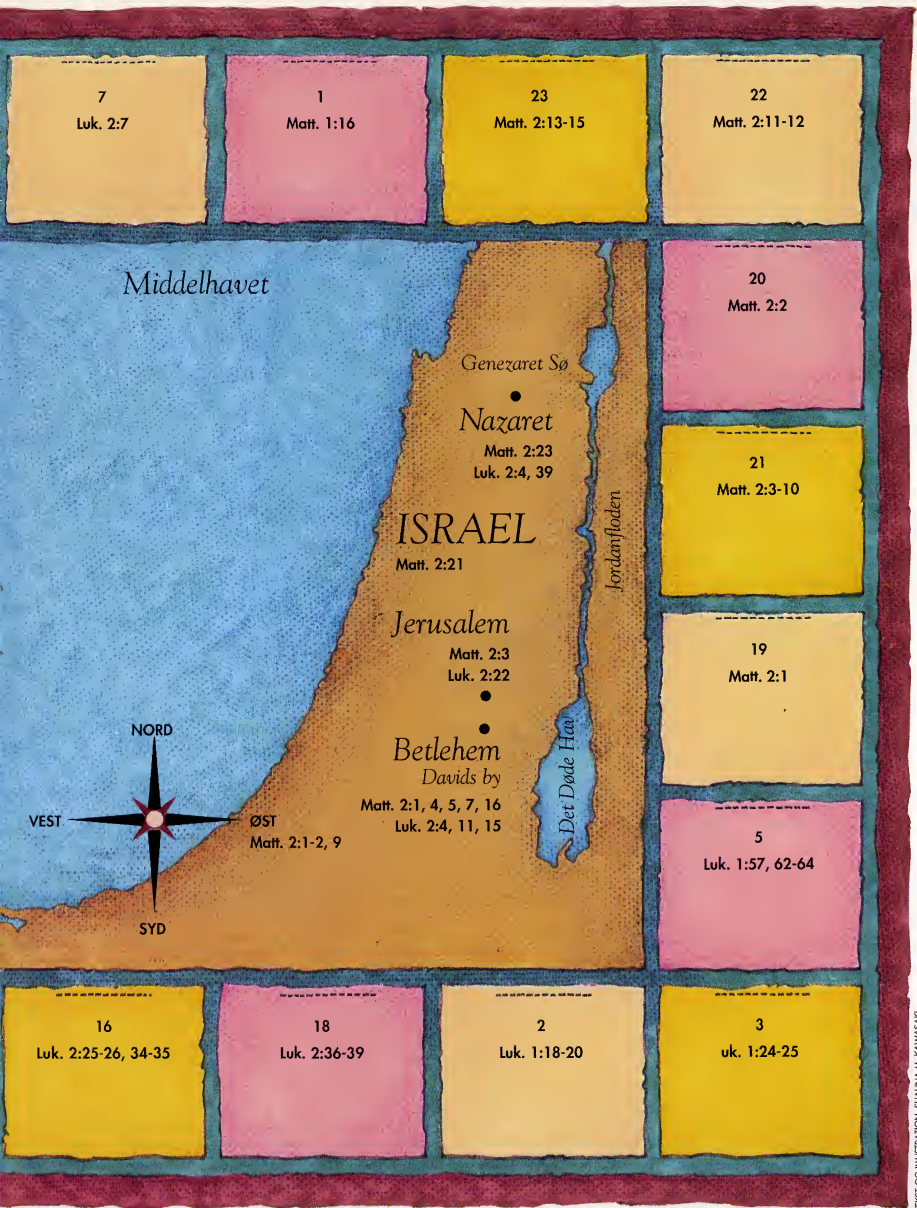 7
Luk. 2:7
1
Matt. 1:16
23
Matt. 2:13-15
22
Matt. 2:11-12
Middelhavet
20
Matt. 2:2
Genezaret Sø
Nazaret
Matt. 2:23
Luk. 2:4, 39
21
Matt. 2:3-10
ISRAEL
Matt. 2:21
Jordanfloden
Jerusalem
Matt. 2:3
Luk. 2:22
19
Matt. 2:1
Betlehem
Davids by
Matt. 2:1, 4, 5, 7, 16
Luk. 2:4, 11, 15
Det Døde Hav
NORD
VEST
ØST
Matt. 2:1-2, 9
SYD
5
Luk. 1:57, 62-64
16
Luk. 2:25-26, 34-35
18
Luk. 2:36-39
2
Luk. 1:18-20
3
uk. 1:24-25